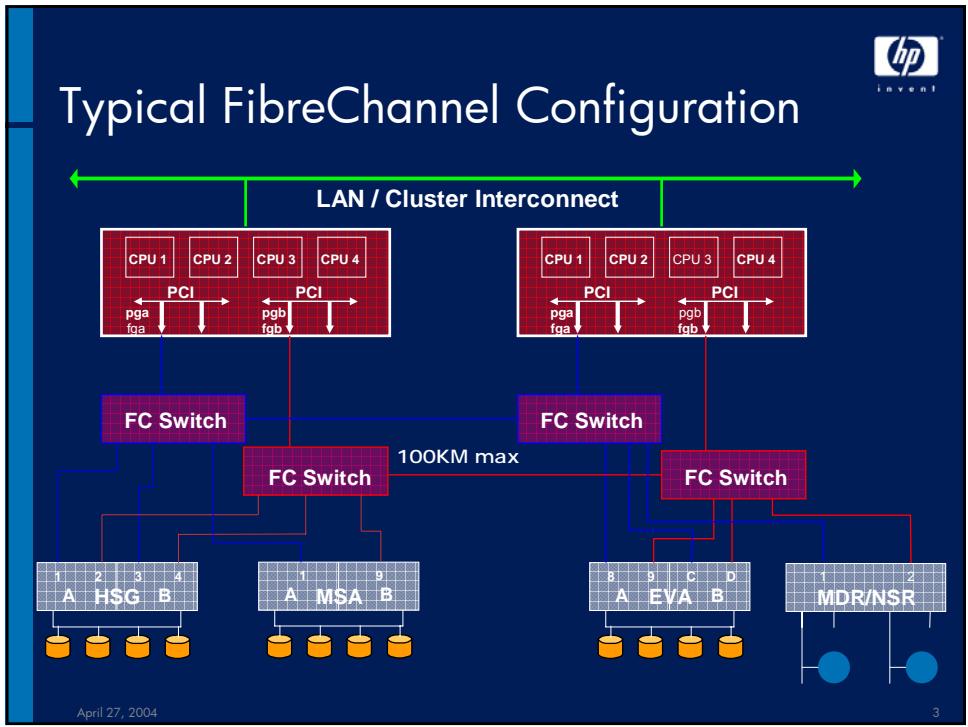 hp
invent
Typical FibreChannel Configuration
LAN / Cluster Interconnect
CPU 1 CPU 2 CPU 3 CPU 4
PCI PCI
pga pgb
fga fgb
CPU 1 CPU 2 CPU 3 CPU 4
PCI PCI
pga pgb
fga fgb
FC Switch
FC Switch
FC Switch
100KM max
FC Switch
1 2 3 4
A HSG B
1 9
A MSA B
8 9 C D
A EVA B
1 2
MDR/NSR
April 27, 2004
3